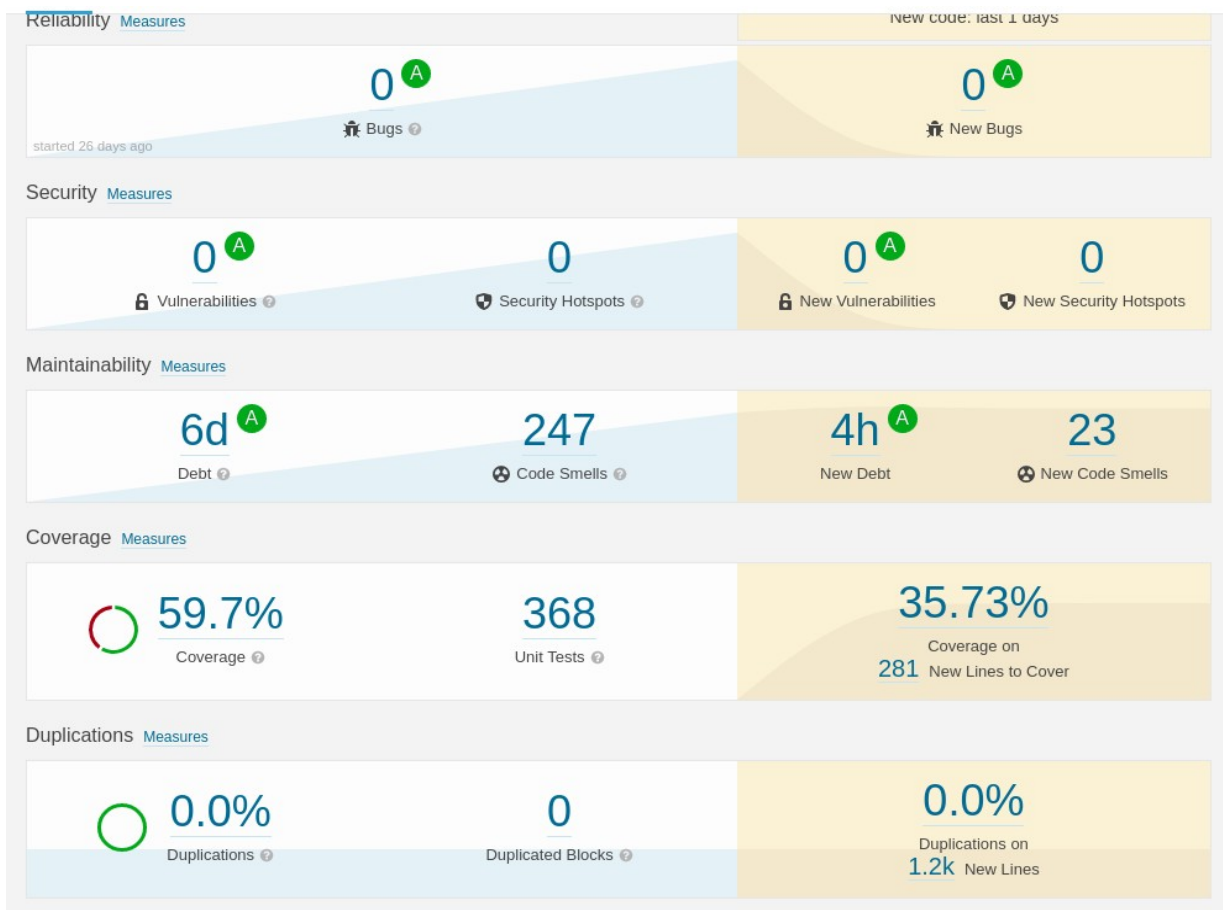 Reliability Measures
New code: last 1 days
0 A
Bugs
started 26 days ago
0 A
New Bugs
Security Measures
0 A
Vulnerabilities
0
Security Hotspots
0 A
New Vulnerabilities
0
New Security Hotspots
Maintainability Measures
6d A
Debt
247
Code Smells
4h A
New Debt
23
New Code Smells
Coverage Measures
59.7%
Coverage
368
Unit Tests
35.73%
Coverage on
281 New Lines to Cover
Duplications Measures
0.0%
Duplications
0
Duplicated Blocks
0.0%
Duplications on
1.2k New Lines